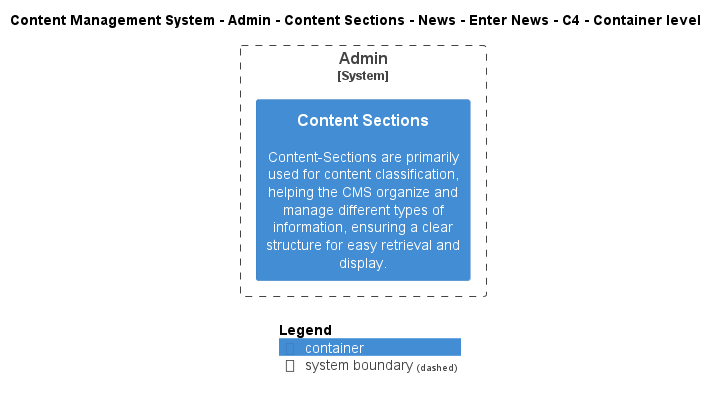 Content Management System - Admin - Content Sections - News - Enter News - C4 - Container level
Admin
[System]
Content Sections
Content-Sections are primarily
used for content classification,
helping the CMS organize and
manage different types of
information, ensuring a clear
structure for easy retrieval and
display.
Legend
container
system boundary (dashed)